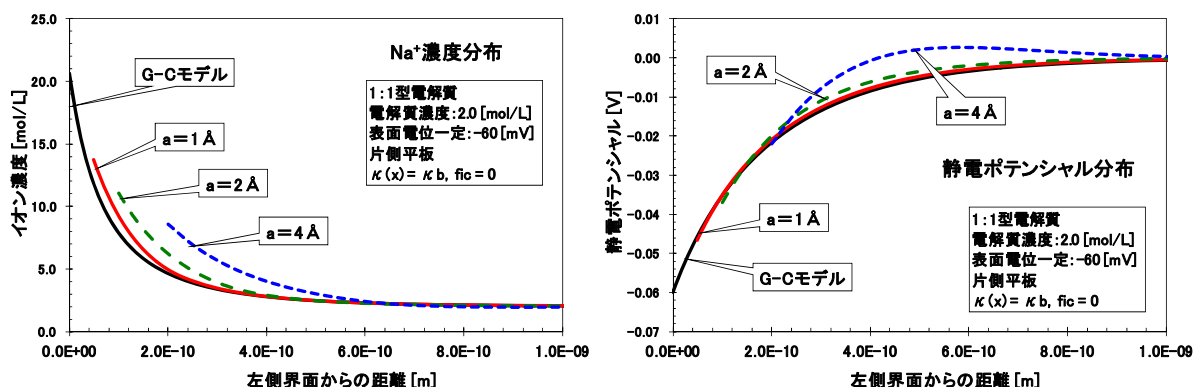 25.0
20.0
15.0
10.0
5.0
0.0
イオン濃度 [mol/L]
0.0E+00 2.0E-10 4.0E-10 6.0E-10 8.0E-10 1.0E-09
左側界面からの距離 [m]
Na⁺濃度分布
G-Cモデル
1:1型電解質
電解質濃度:2.0 [mol/L]
表面電位一定:-60 [mV]
片側平板
κ(x)= κb, fic=0
a=1Å
a=2Å
a=4Å
0.01
0.00
-0.01
-0.02
-0.03
-0.04
-0.05
-0.06
-0.07
静電ポテンシャル [V]
0.0E+00 2.0E-10 4.0E-10 6.0E-10 8.0E-10 1.0E-09
左側界面からの距離 [m]
a=2Å
a=4Å
静電ポテンシャル分布
a=1Å
G-Cモデル
1:1型電解質
電解質濃度:2.0 [mol/L]
表面電位一定:-60 [mV]
片側平板
κ(x)= κb, fic=0